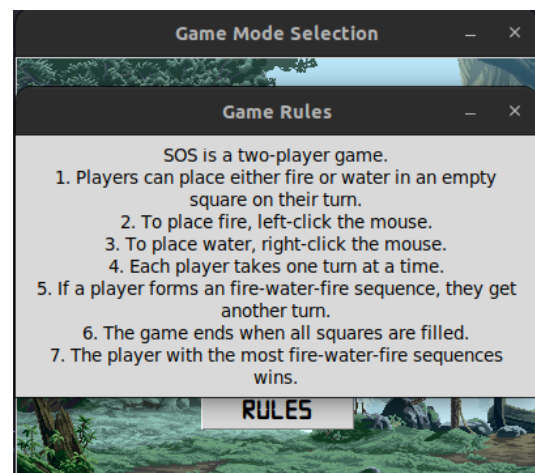 Game Mode Selection
Game Rules
SOS is a two-player game.
1. Players can place either fire or water in an empty
square on their turn.
2. To place fire, left-click the mouse.
3. To place water, right-click the mouse.
4. Each player takes one turn at a time.
5. If a player forms an fire-water-fire sequence, they get
another turn.
6. The game ends when all squares are filled.
7. The player with the most fire-water-fire sequences
wins.
RULES